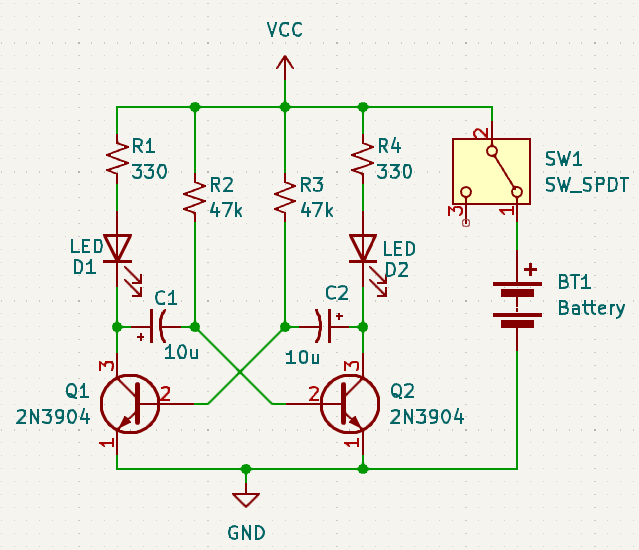 VCC
R1
330
R2
47k
R3
47k
R4
330
2
SW1
SW_SPDT
3
1
LED
D1
LED
D2
+
BT1
Battery
C1
+
10u
C2
+
10u
3
Q1
2N3904
2
1
3
Q2
2N3904
2
1
GND